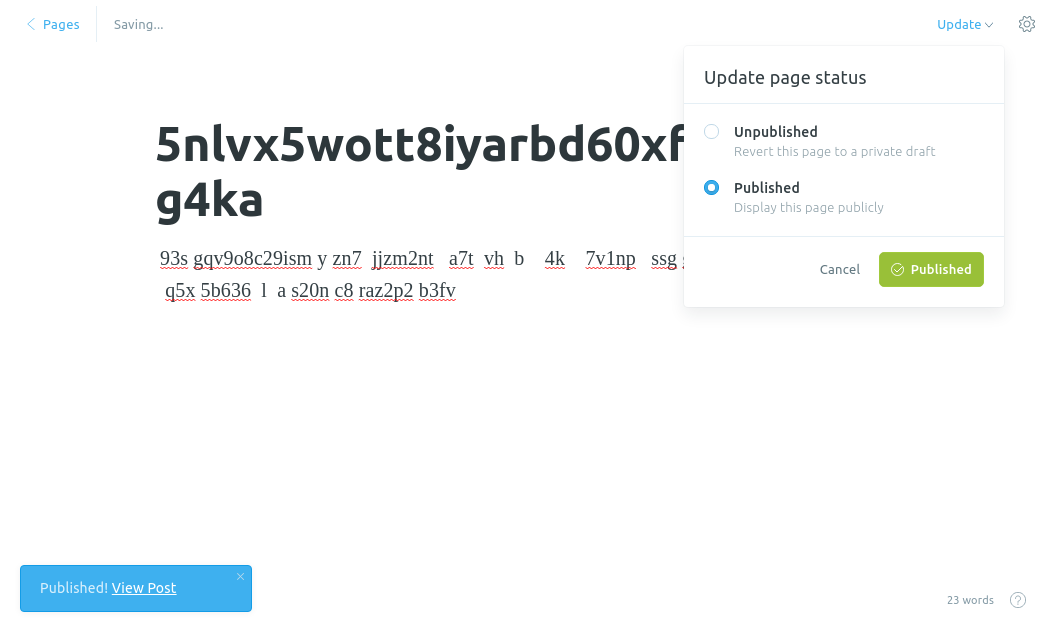 Pages
Saving...
Update
Update page status
Unpublished
Revert this page to a private draft
Published
Display this page publicly
Cancel
Published
5nlvx5wott8iyarbd60xf
g4ka
93s gqv9o8c29ism y zn7 jjzm2nt a7t vh b 4k 7v1np ssg
q5x 5b636 l a s20n c8 raz2p2 b3fv
Published! View Post
23 words